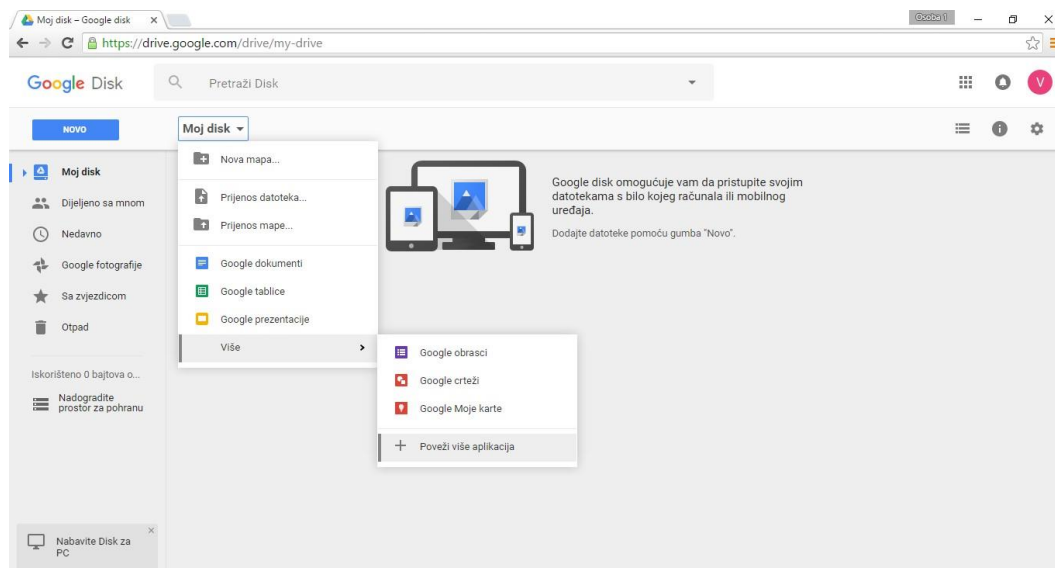 Moj disk – Google disk
Osoba 1
https://drive.google.com/drive/my-drive
Google Disk
Pretraži Disk
V
NOVO
Moj disk
Moj disk
Dijeljeno sa mnom
Nedavno
Google fotografije
Sa zvjezdicom
Otpad
Iskorišteno 0 bajtova o...
Nadogradite
prostor za pohranu
Nabavite Disk za
PC
Nova mapa...
Prijenos datoteka...
Prijenos mape...
Google dokumenti
Google tablice
Google prezentacije
Više
Google obrasci
Google crteži
Google Moje karte
Poveži više aplikacija
Google disk omogućuje vam da pristupite svojim
datotekama s bilo kojeg računala ili mobilnog
uređaja.
Dodajte datoteke pomoću gumba "Novo".